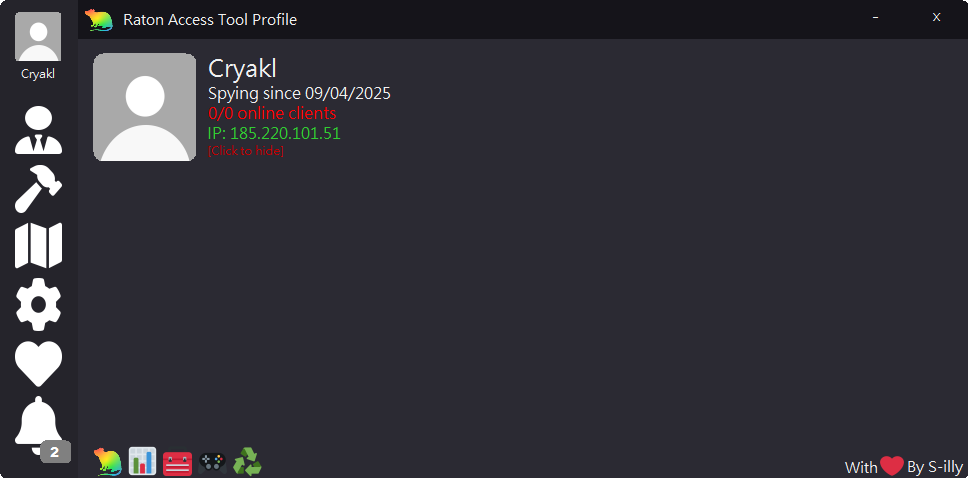 Raton Access Tool Profile
- x
Cryakl
Cryakl
Spying since 09/04/2025
0/0 online clients
IP: 185.220.101.51
[Click to hide]
2
With By S-illy